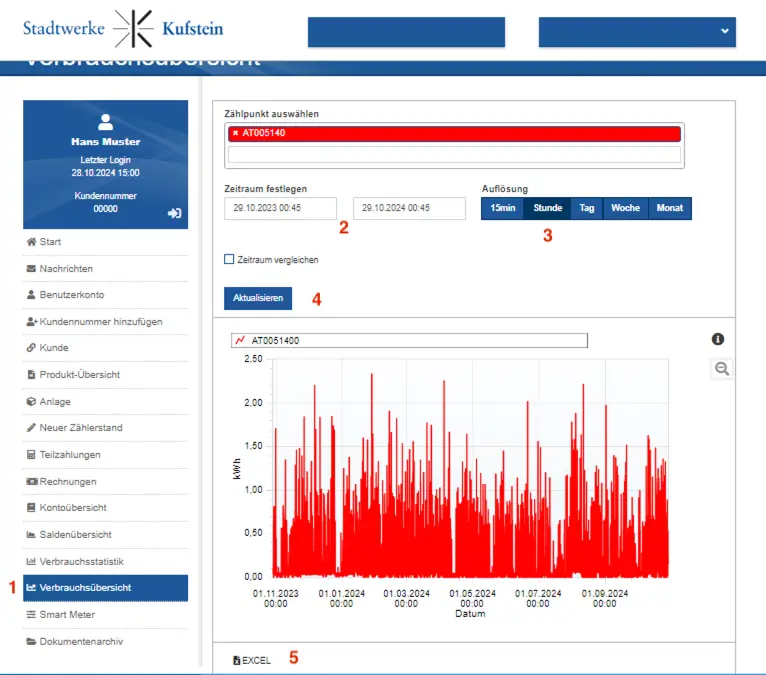 Stadtwerke Kufstein
Verbrauchsübersicht
Hans Muster
Letzter Login
28.10.2024 15:00
Kundennummer
00000
Start
Nachrichten
Benutzerkonto
Kundennummer hinzufügen
Kunde
Produkt-Übersicht
Anlage
Neuer Zählerstand
Teilzahlungen
Rechnungen
Kontoübersicht
Saldenübersicht
Verbrauchsstatistik
1 Verbrauchsübersicht
Smart Meter
Dokumentenarchiv
Zählpunkt auswählen
× AT005140
Zeitraum festlegen
29.10.2023 00:45 29.10.2024 00:45
2
Auflösung
15min Stunde Tag Woche Monat
3
Zeitraum vergleichen
Aktualisieren 4
AT0051400
2,50
2,00
1,50
1,00
0,50
0,00
kWh
01.11.2023 01.01.2024 01.03.2024 01.05.2024 01.07.2024 01.09.2024
00:00 00:00 00:00 00:00 00:00 00:00
Datum
EXCEL 5